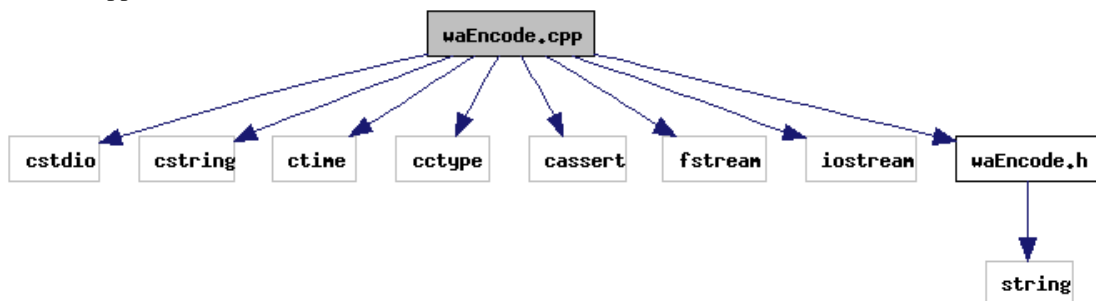 waEncode.cpp
cstdio cstring ctime cctype cassert fstream iostream waEncode.h
string